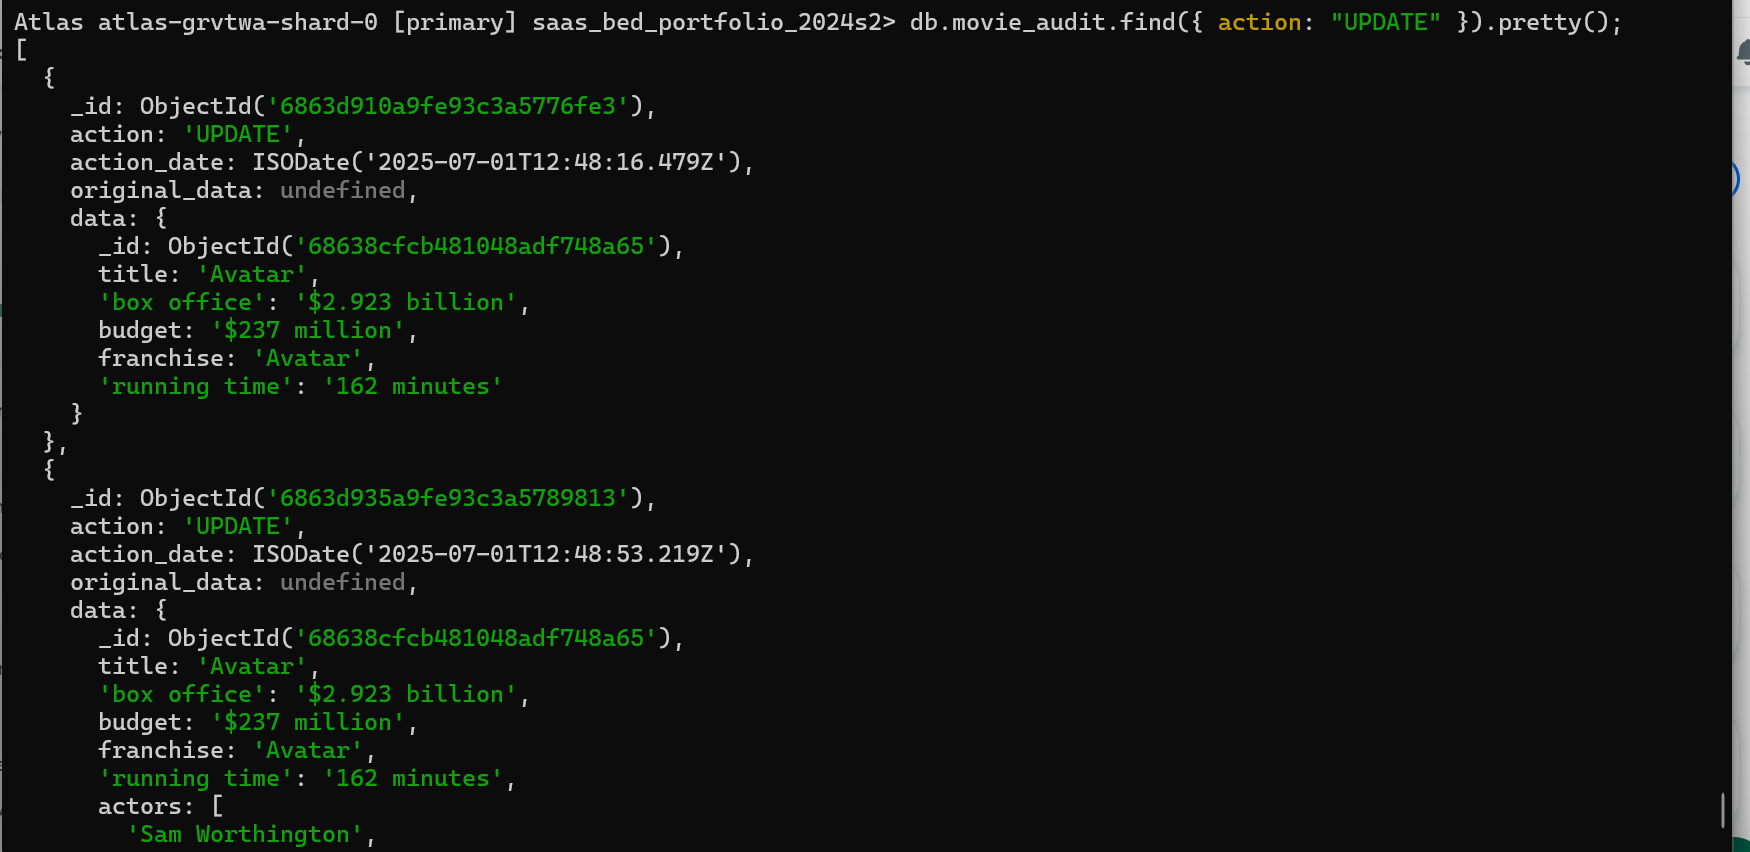 Atlas atlas-grvtwa-shard-0 [primary] saas_bed_portfolio_2024s2> db.movie_audit.find({ action: "UPDATE" }).pretty();
[
  {
    _id: ObjectId('6863d910a9fe93c3a5776fe3'),
    action: 'UPDATE',
    action_date: ISODate('2025-07-01T12:48:16.479Z'),
    original_data: undefined,
    data: {
      _id: ObjectId('68638cfcb481048adf748a65'),
      title: 'Avatar',
      'box office': '$2.923 billion',
      budget: '$237 million',
      franchise: 'Avatar',
      'running time': '162 minutes'
    }
  },
  {
    _id: ObjectId('6863d935a9fe93c3a5789813'),
    action: 'UPDATE',
    action_date: ISODate('2025-07-01T12:48:53.219Z'),
    original_data: undefined,
    data: {
      _id: ObjectId('68638cfcb481048adf748a65'),
      title: 'Avatar',
      'box office': '$2.923 billion',
      budget: '$237 million',
      franchise: 'Avatar',
      'running time': '162 minutes',
      actors: [
        'Sam Worthington',